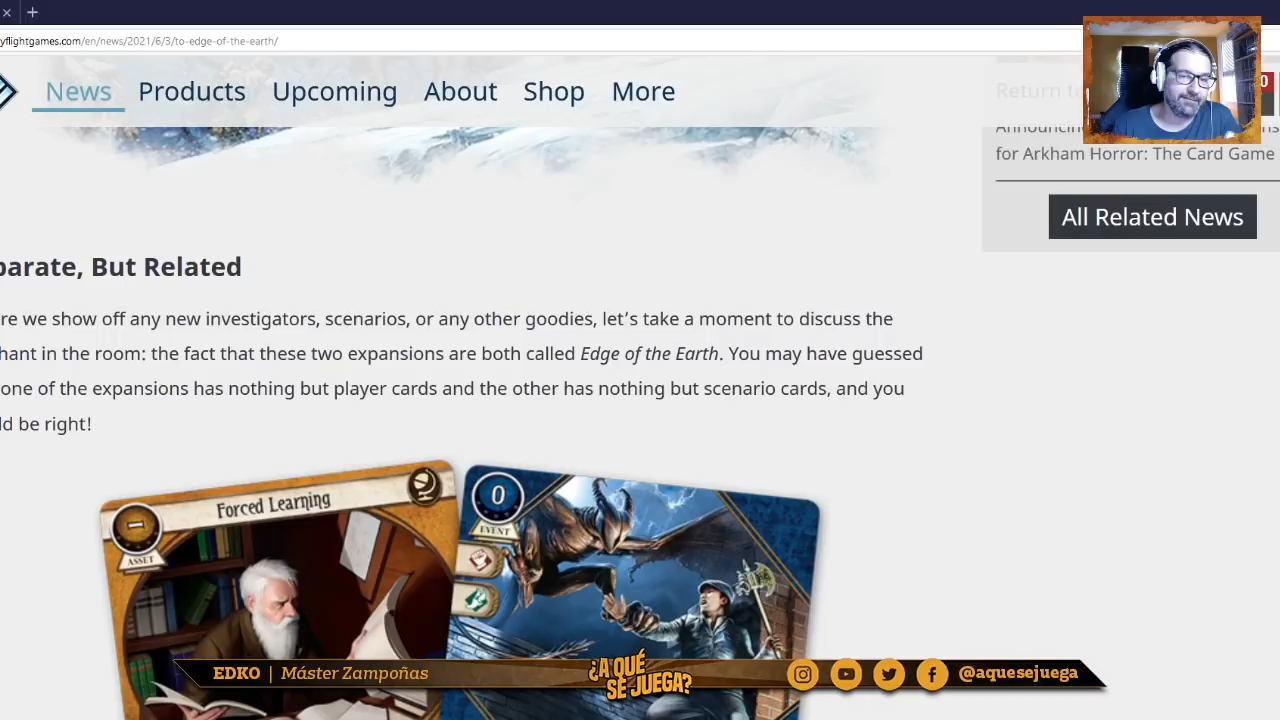 yflightgames.com/en/news/2021/6/3/to-edge-of-the-earth/
News Products Upcoming About Shop More
Return to
Announcing
for Arkham Horror: The Card Game
All Related News
parate, But Related
re we show off any new investigators, scenarios, or any other goodies, let's take a moment to discuss the
hant in the room: the fact that these two expansions are both called Edge of the Earth. You may have guessed
one of the expansions has nothing but player cards and the other has nothing but scenario cards, and you
ld be right!
Forced Learning
ASSET
0
EVENT
EDKO | Máster Zampoñas
¿A QUÉ
SE JUEGA?
@aquesejuega